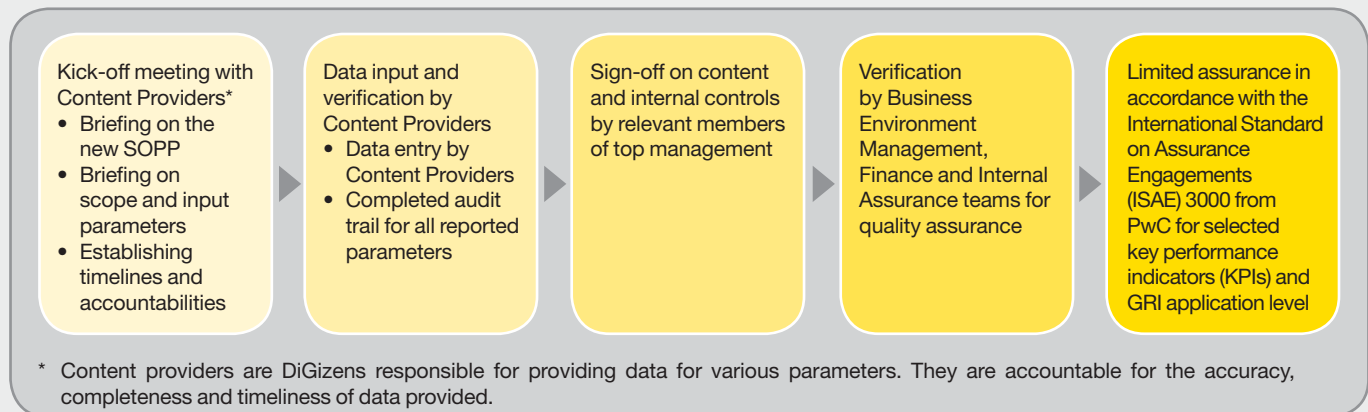 Kick-off meeting with
Content Providers*
• Briefing on the
new SOPP
• Briefing on
scope and input
parameters
• Establishing
timelines and
accountabilities
Data input and
verification by
Content Providers
• Data entry by
Content Providers
• Completed audit
trail for all reported
parameters
Sign-off on content
and internal controls
by relevant members
of top management
Verification
by Business
Environment
Management,
Finance and Internal
Assurance teams for
quality assurance
Limited assurance in
accordance with the
International Standard
on Assurance
Engagements
(ISAE) 3000 from
PwC for selected
key performance
indicators (KPIs) and
GRI application level
* Content providers are DiGizens responsible for providing data for various parameters. They are accountable for the accuracy,
completeness and timeliness of data provided.